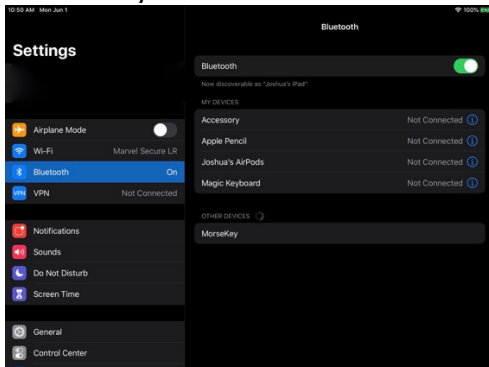 10:50 AM Mon Jun 1
100%
Bluetooth
Settings
Bluetooth
Now discoverable as "Joshua's iPad".
MY DEVICES
Accessory Not Connected
Airplane Mode
Apple Pencil Not Connected
Wi-Fi Marvel Secure LR
Joshua's AirPods Not Connected
Bluetooth On
Magic Keyboard Not Connected
VPN VPN Not Connected
OTHER DEVICES
Notifications
MorseKey
Sounds
Do Not Disturb
Screen Time
General
Control Center